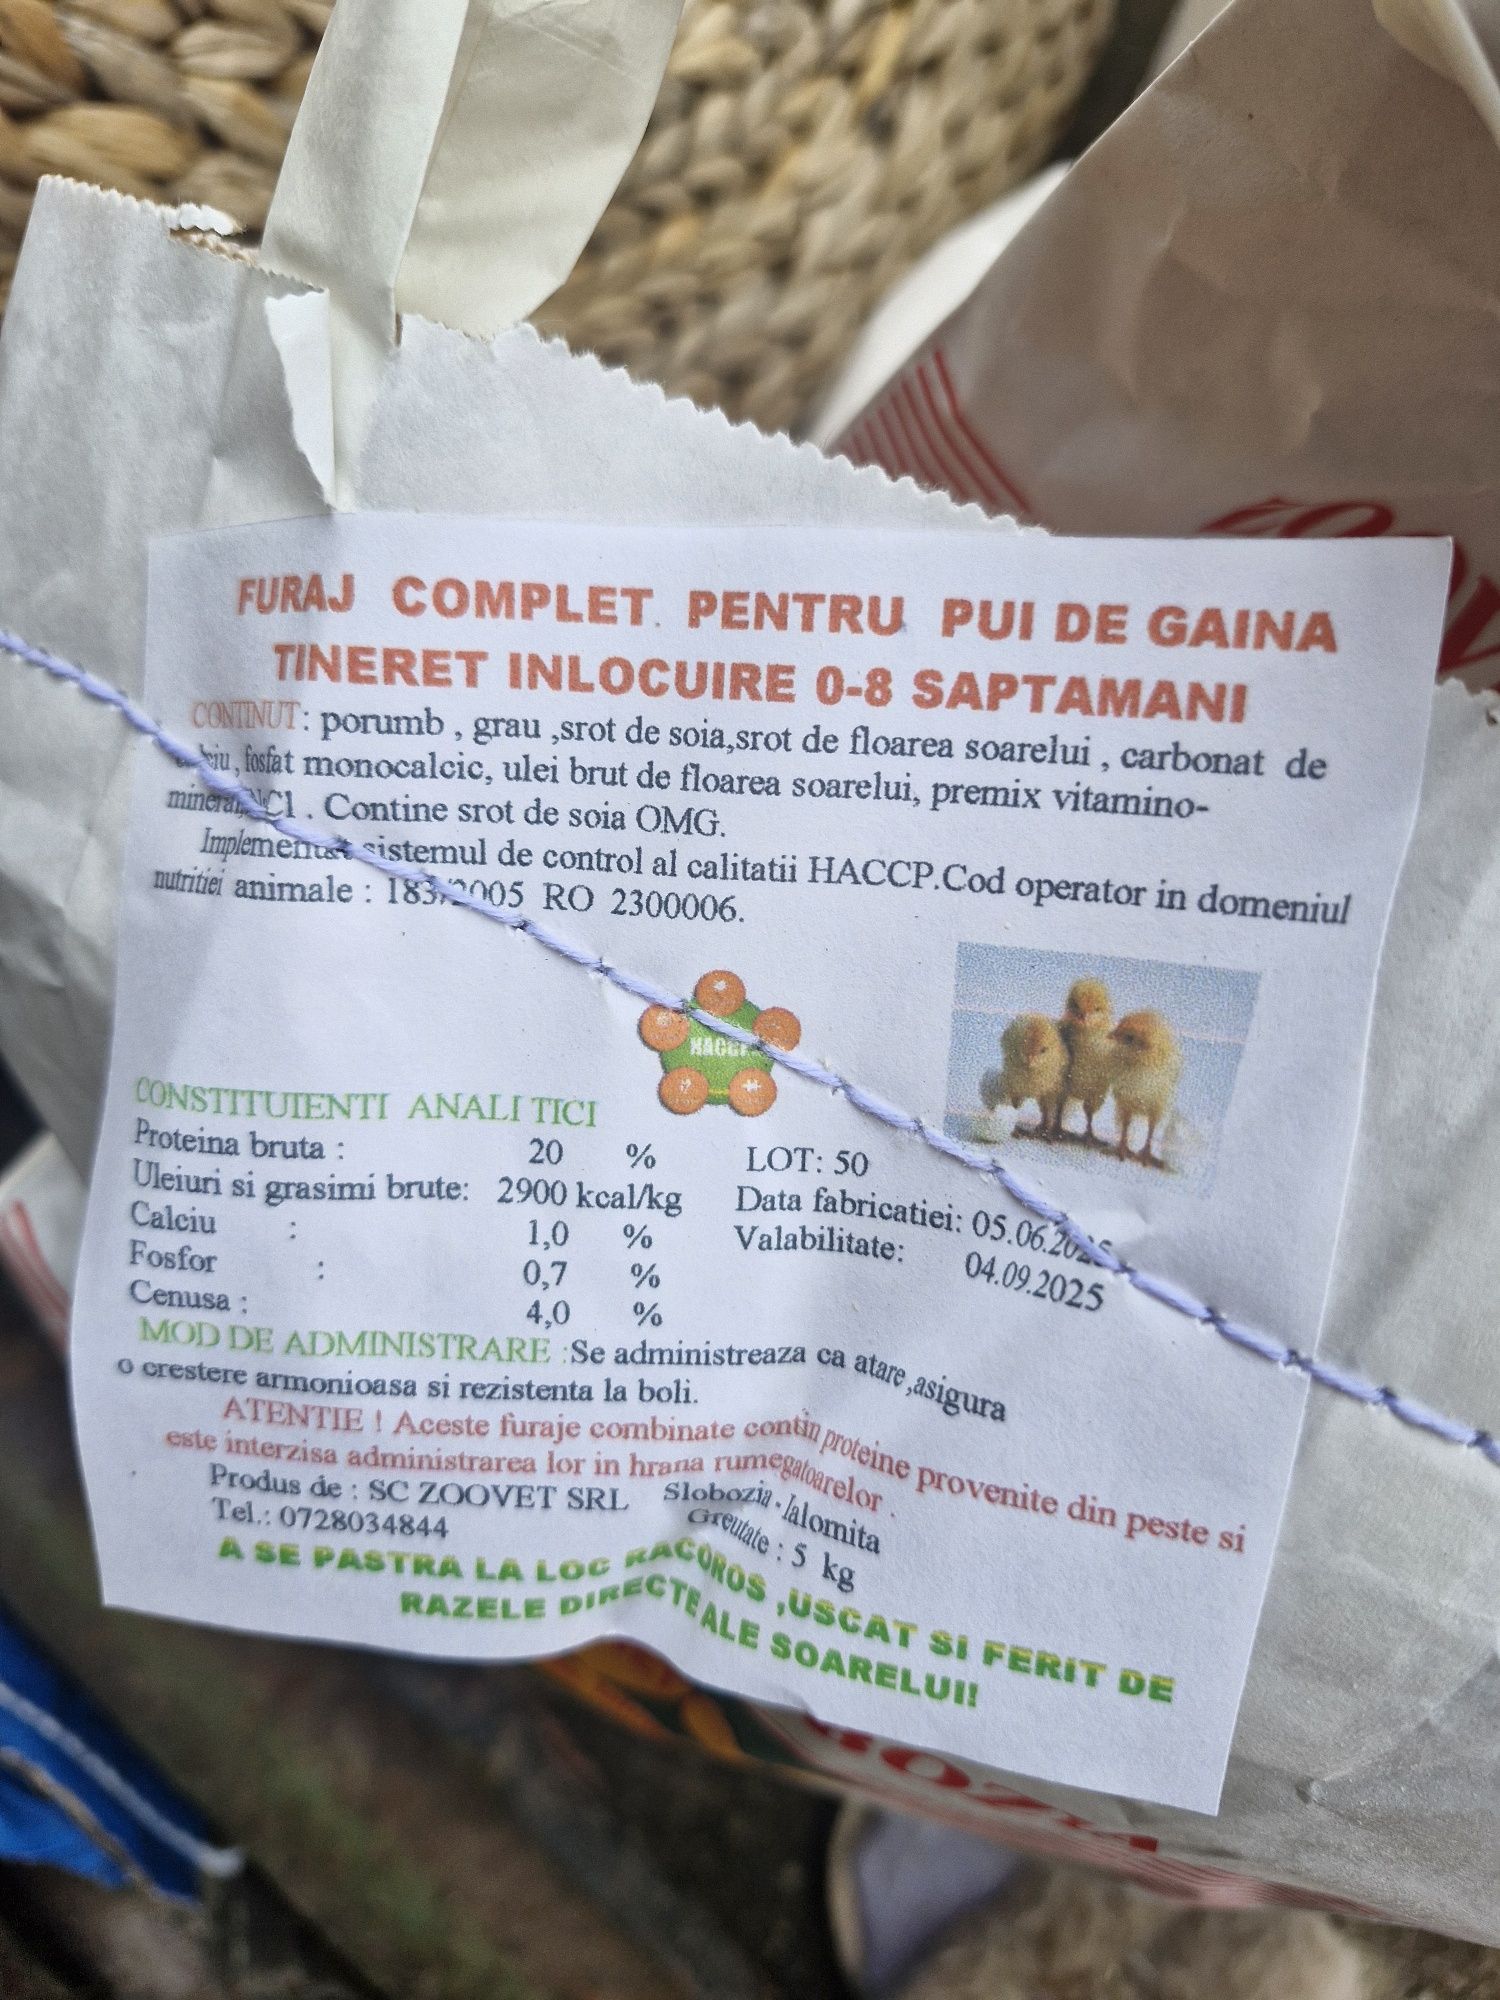 FURAJ COMPLET PENTRU PUI DE GAINA
TINERET INLOCUIRE 0-8 SAPTAMANI
CONTINUT: porumb , grau ,srot de soia,srot de floarea soarelui , carbonat de
calciu, fosfat monocalcic, ulei brut de floarea soarelui, premix vitamino-
mineral,NaCl . Contine srot de soia OMG.
Implementat sistemul de control al calitatii HACCP.Cod operator in domeniul
nutritiei animale : 183/2005 RO 2300006.
HACCP
CONSTITUIENTI ANALI TICI
Proteina bruta : 20 % LOT: 50
Uleiuri si grasimi brute: 2900 kcal/kg Data fabricatiei: 05.06.2025
Calciu : 1,0 % Valabilitate: 04.09.2025
Fosfor : 0,7 %
Cenusa : 4,0 %
MOD DE ADMINISTRARE :Se administreaza ca atare ,asigura
o crestere armonioasa si rezistenta la boli.
ATENTIE ! Aceste furaje combinate contin proteine provenite din peste si
este interzisa administrarea lor in hrana rumegatoarelor .
Produs de : SC ZOOVET SRL Slobozia - Ialomita
Tel.: 0728034844 Greutate : 5 kg
A SE PASTRA LA LOC RACOROS ,USCAT SI FERIT DE
RAZELE DIRECTE ALE SOARELUI!